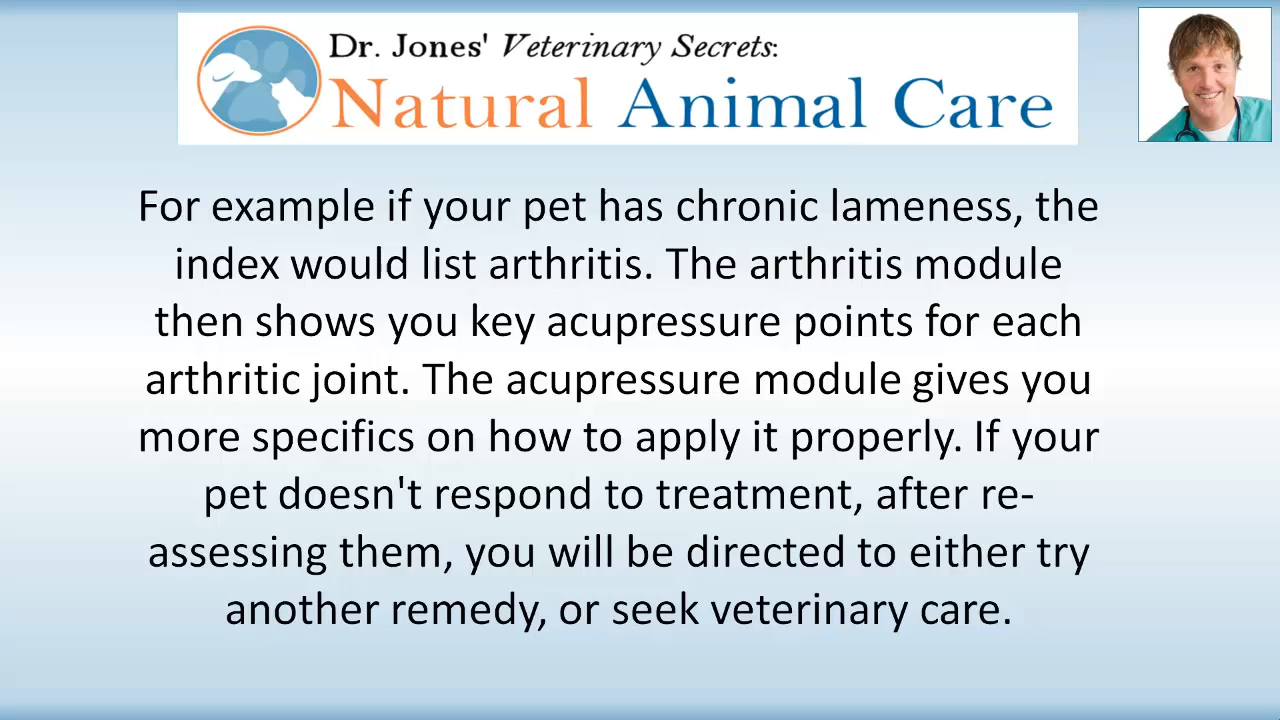 Dr. Jones' Veterinary Secrets:
Natural Animal Care
For example if your pet has chronic lameness, the
index would list arthritis. The arthritis module
then shows you key acupressure points for each
arthritic joint. The acupressure module gives you
more specifics on how to apply it properly. If your
pet doesn't respond to treatment, after re-
assessing them, you will be directed to either try
another remedy, or seek veterinary care.